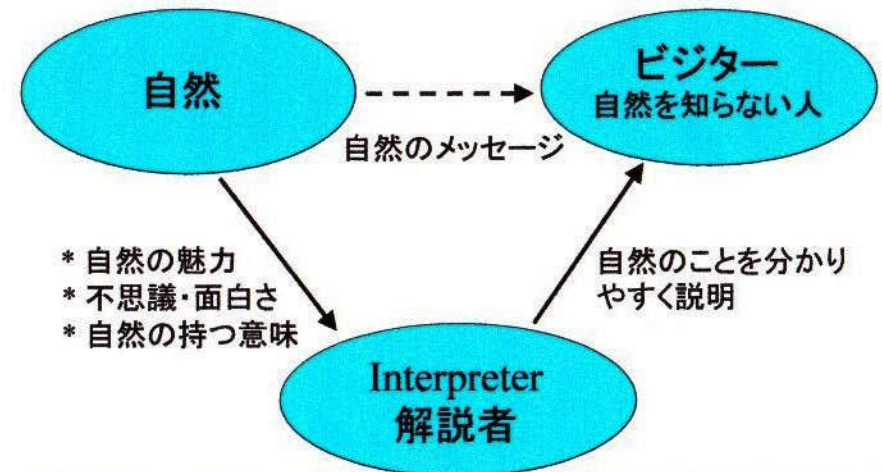 自然
ビジター
自然を知らない人
自然のメッセージ
* 自然の魅力
* 不思議・面白さ
* 自然の持つ意味
自然のことを分かり
やすく説明
Interpreter
解説者